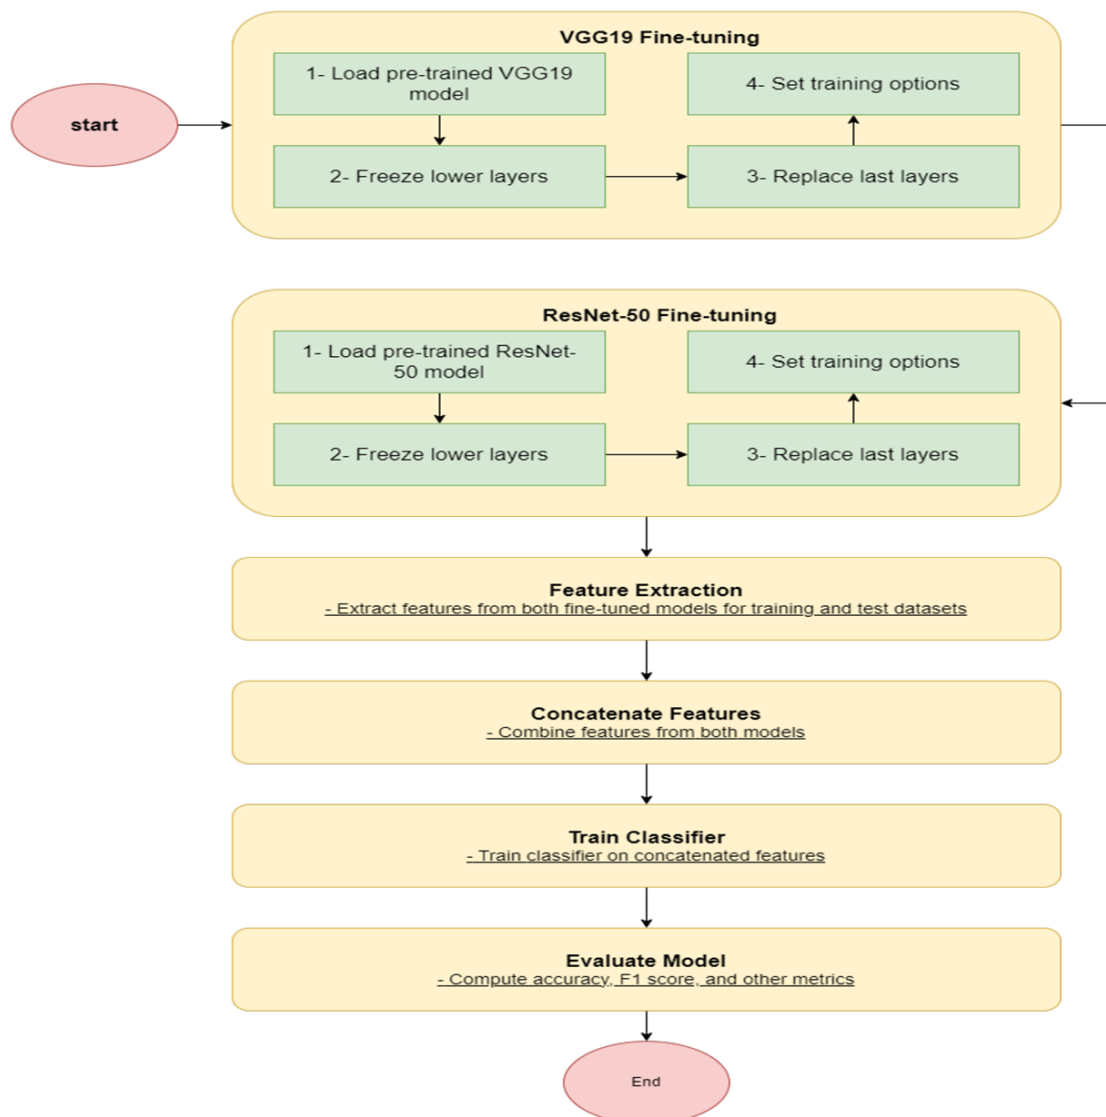 VGG19 Fine-tuning
1- Load pre-trained VGG19
model
4- Set training options
start
2- Freeze lower layers
3- Replace last layers
ResNet-50 Fine-tuning
1- Load pre-trained ResNet-
50 model
4- Set training options
2- Freeze lower layers
3- Replace last layers
Feature Extraction
- Extract features from both fine-tuned models for training and test datasets
Concatenate Features
- Combine features from both models
Train Classifier
- Train classifier on concatenated features
Evaluate Model
- Compute accuracy, F1 score, and other metrics
End